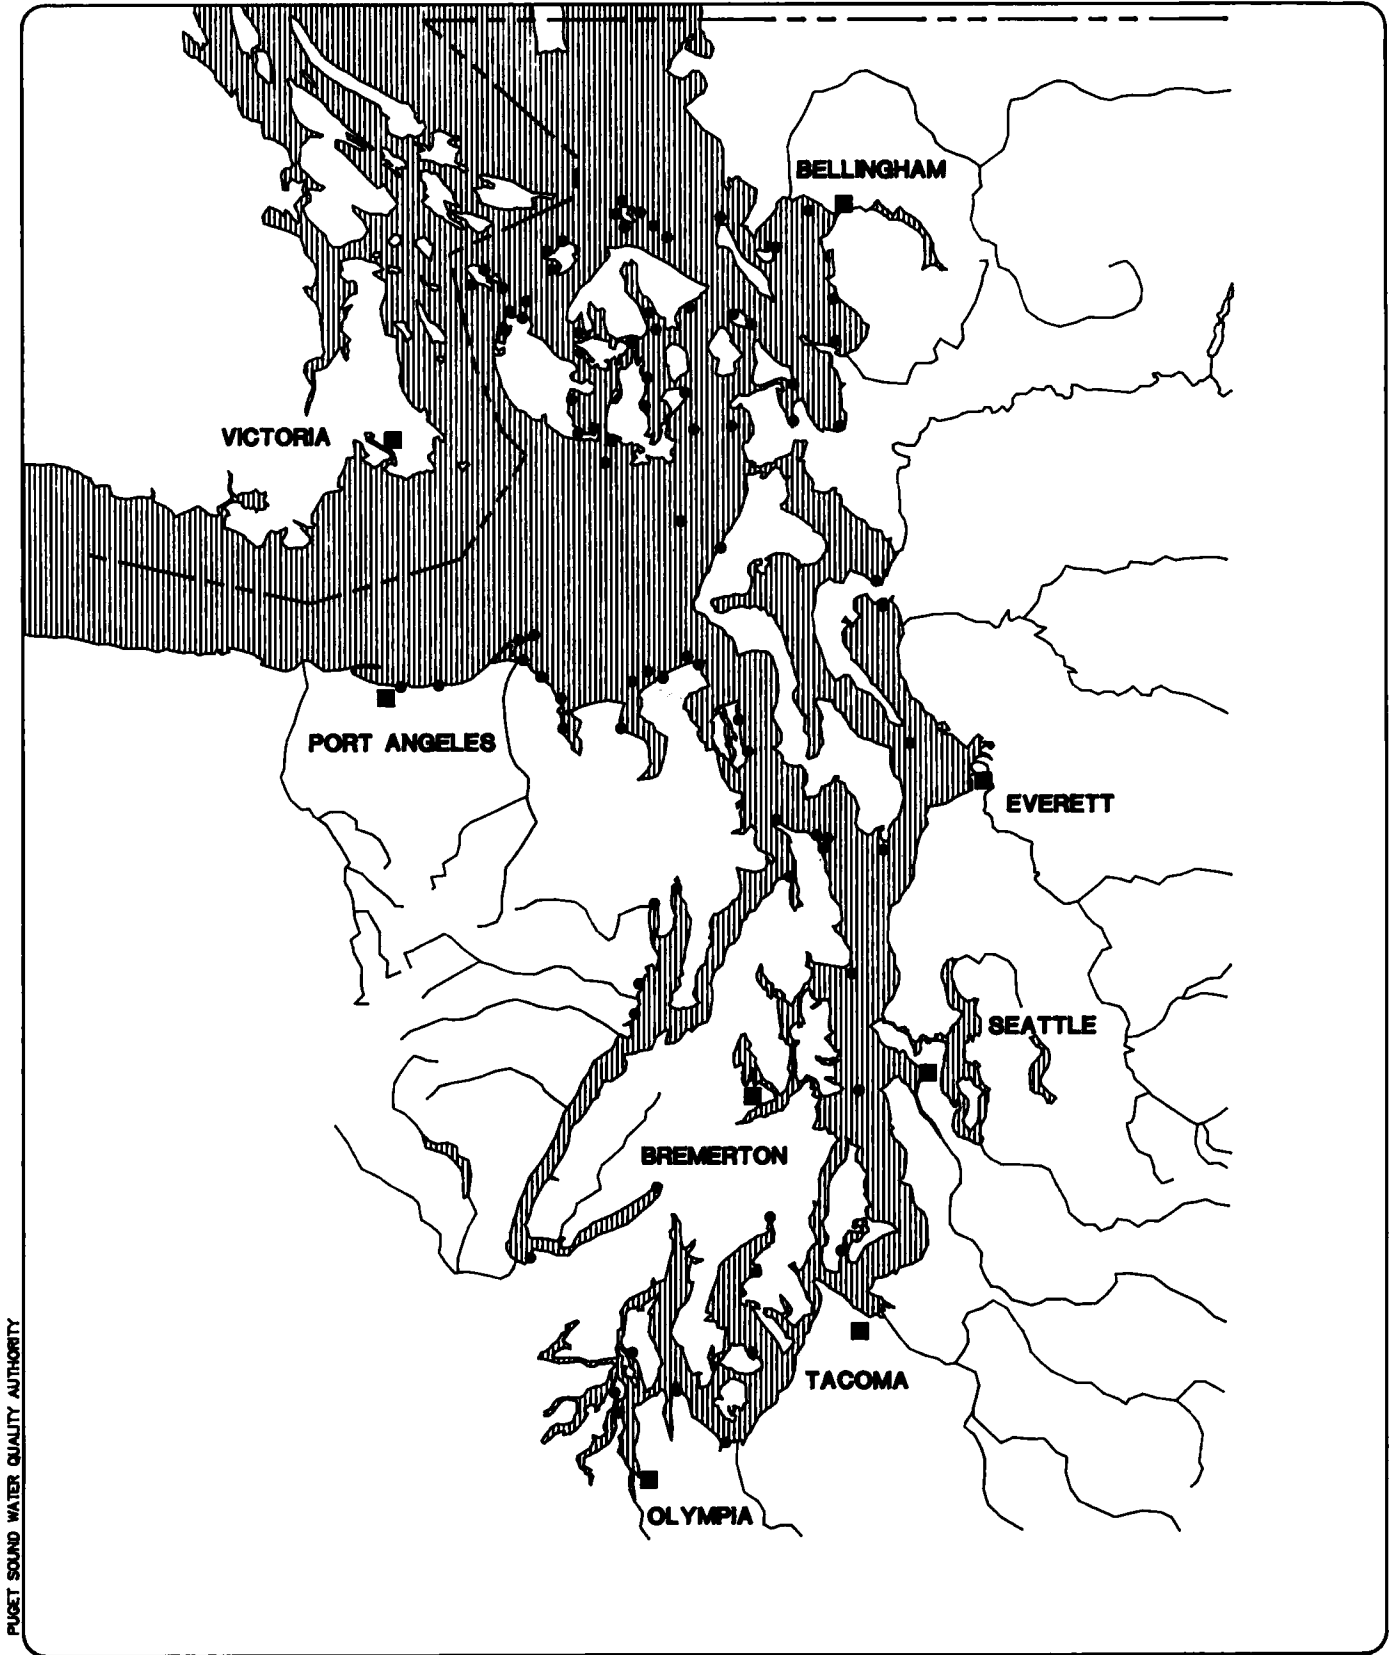 BELLINGHAM
VICTORIA
PORT ANGELES
EVERETT
SEATTLE
BREMERTON
TACOMA
OLYMPIA
PUGET SOUND WATER QUALITY AUTHORITY